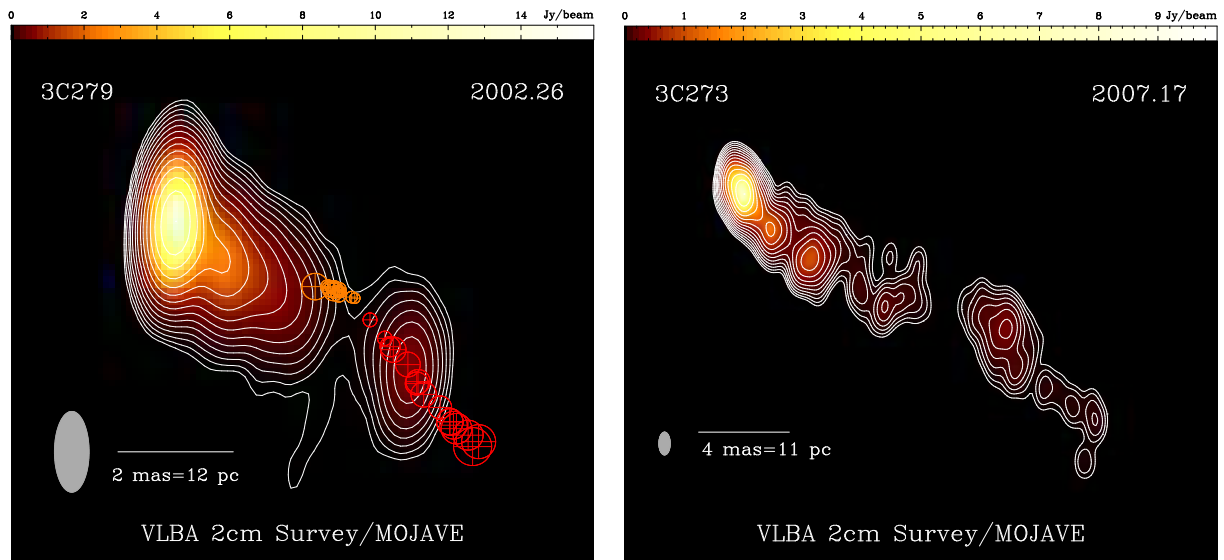 0 2 4 6 8 10 12 14 Jy/beam
3C279 2002.26
2 mas=12 pc
VLBA 2cm Survey/MOJAVE
0 1 2 3 4 5 6 7 8 9 Jy/beam
3C273 2007.17
4 mas=11 pc
VLBA 2cm Survey/MOJAVE